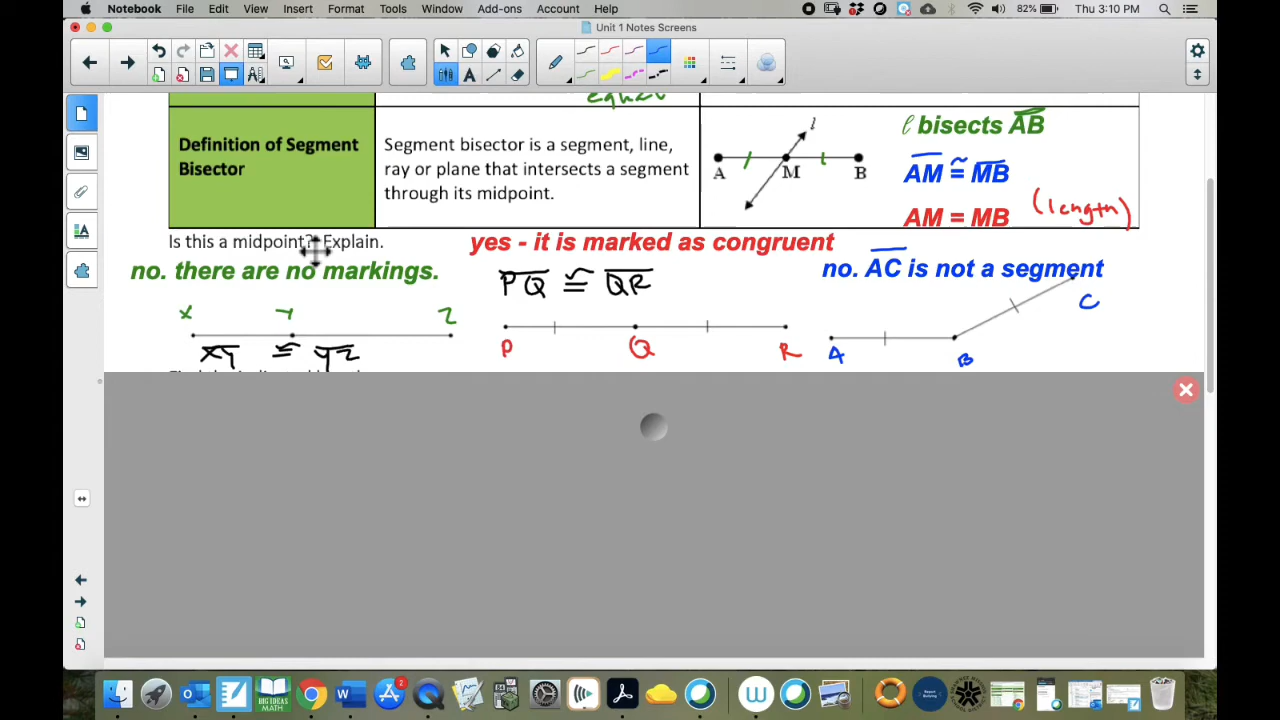 Notebook File Edit View Insert Format Tools Window Add-ons Account Help 82% Thu 3:10 PM
Unit 1 Notes Screens
equal
Definition of Segment Bisector
Segment bisector is a segment, line,
ray or plane that intersects a segment
through its midpoint.
l
A M B
ℓ bisects AB
AM ≅ MB
AM = MB (length)
Is this a midpoint? Explain.
no. there are no markings.
yes - it is marked as congruent
no. AC is not a segment
PQ ≅ QR
X Y Z
XY ≅ YZ
P Q R
A B C